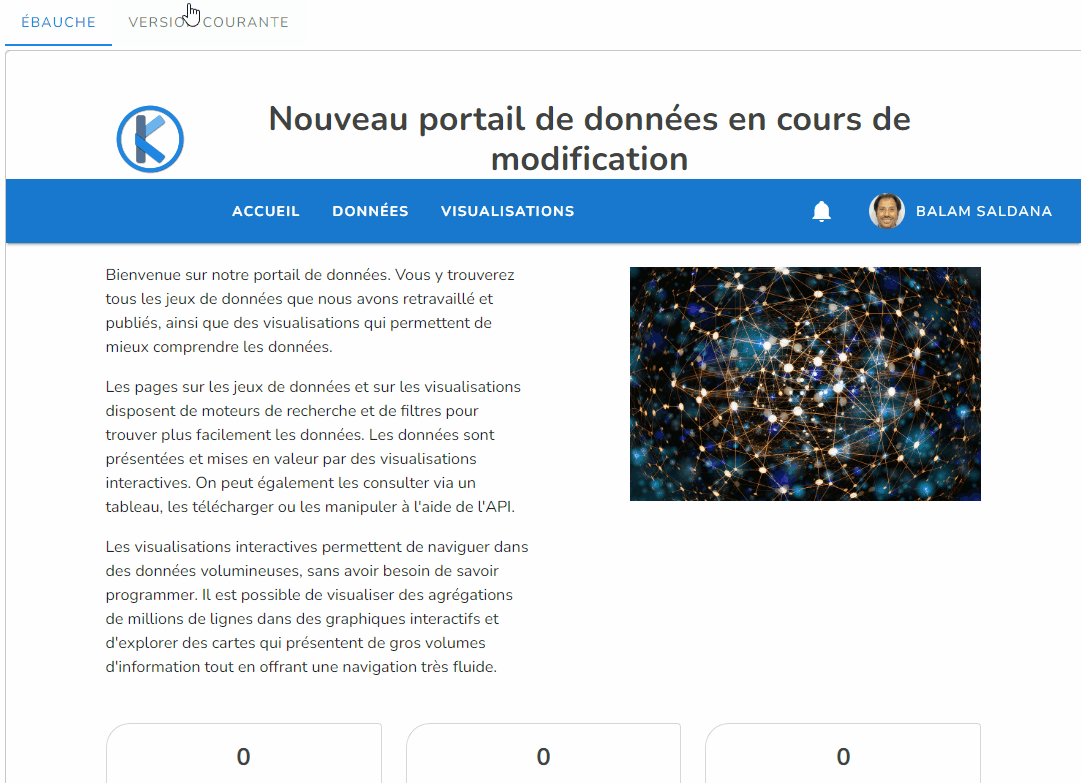 ÉBAUCHE VERSION COURANTE
Nouveau portail de données en cours de
modification
ACCUEIL DONNÉES VISUALISATIONS BALAM SALDANA
Bienvenue sur notre portail de données. Vous y trouverez
tous les jeux de données que nous avons retravaillé et
publiés, ainsi que des visualisations qui permettent de
mieux comprendre les données.
Les pages sur les jeux de données et sur les visualisations
disposent de moteurs de recherche et de filtres pour
trouver plus facilement les données. Les données sont
présentées et mises en valeur par des visualisations
interactives. On peut également les consulter via un
tableau, les télécharger ou les manipuler à l'aide de l'API.
Les visualisations interactives permettent de naviguer dans
des données volumineuses, sans avoir besoin de savoir
programmer. Il est possible de visualiser des agrégations
de millions de lignes dans des graphiques interactifs et
d'explorer des cartes qui présentent de gros volumes
d'information tout en offrant une navigation très fluide.
0 0 0